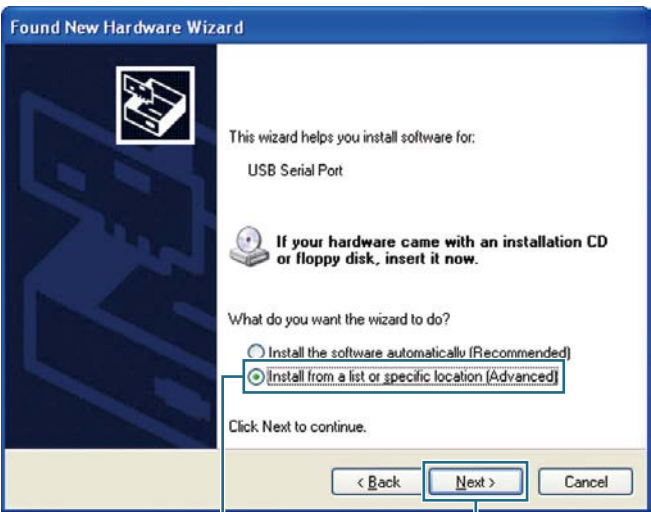 Found New Hardware Wizard
This wizard helps you install software for:
USB Serial Port
If your hardware came with an installation CD
or floppy disk, insert it now.
What do you want the wizard to do?
Install the software automatically (Recommended)
Install from a list or specific location (Advanced)
Click Next to continue.
< Back Next > Cancel